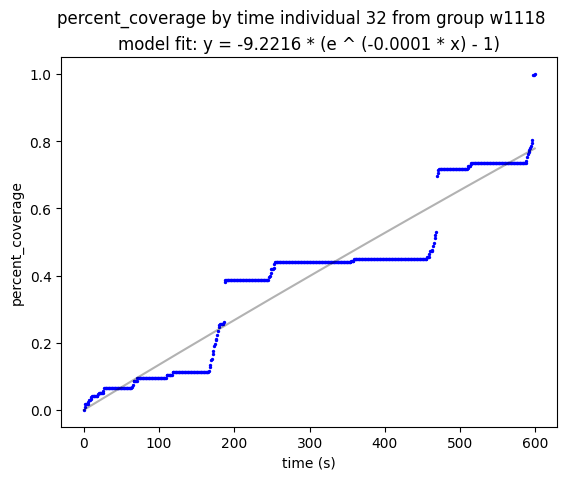 percent_coverage by time individual 32 from group w1118
model fit: y = -9.2216 * (e ^ (-0.0001 * x) - 1)
1.0
0.8
0.6
0.4
0.2
0.0
percent_coverage
0 100 200 300 400 500 600
time (s)